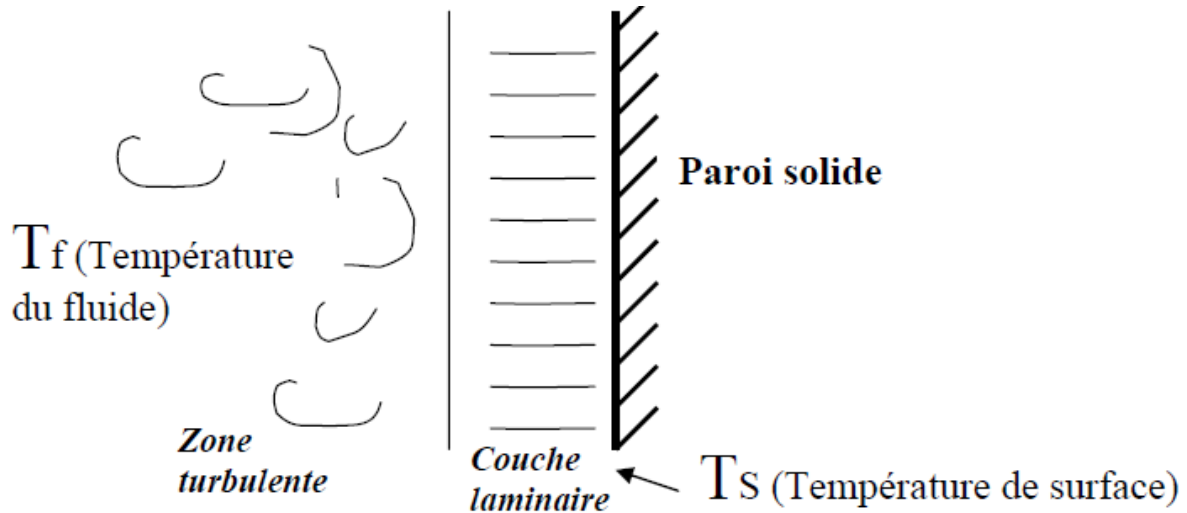 Paroi solide
Tf (Température
du fluide)
Zone
turbulente
Couche
laminaire
TS (Température de surface)